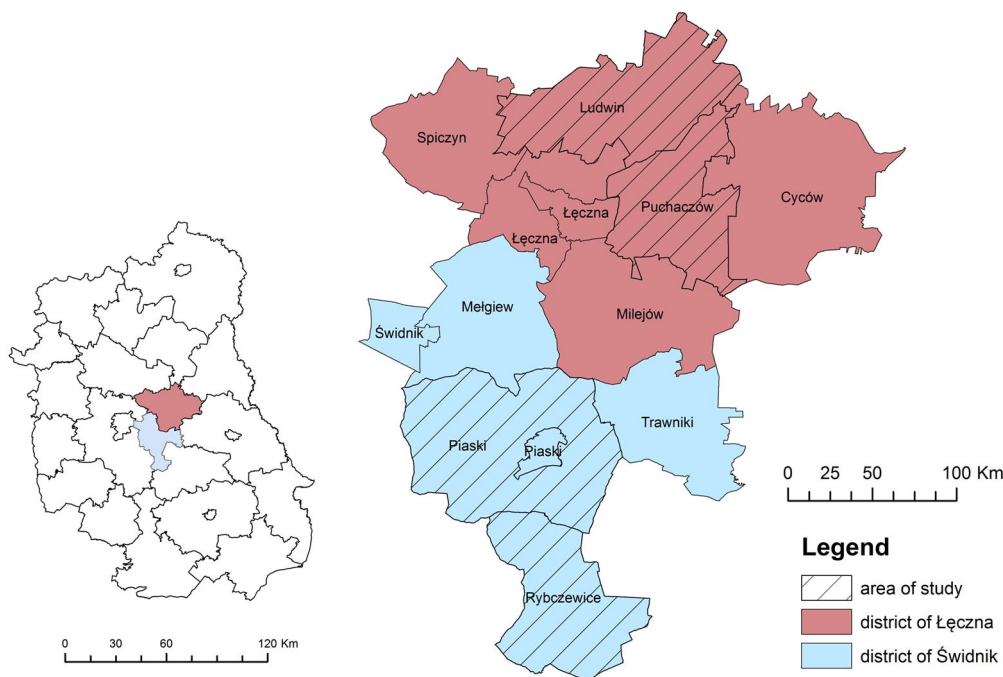 Ludwin
Spiczyn
Cyców
Łęczna
Puchaczów
Łęczna
Mełgiew
Milejów
Świdnik
Trawniki
Piaski
Piaski
0 25 50 100 Km
Legend
area of study
Rybczewice
district of Łęczna
0 30 60 120 Km
district of Świdnik